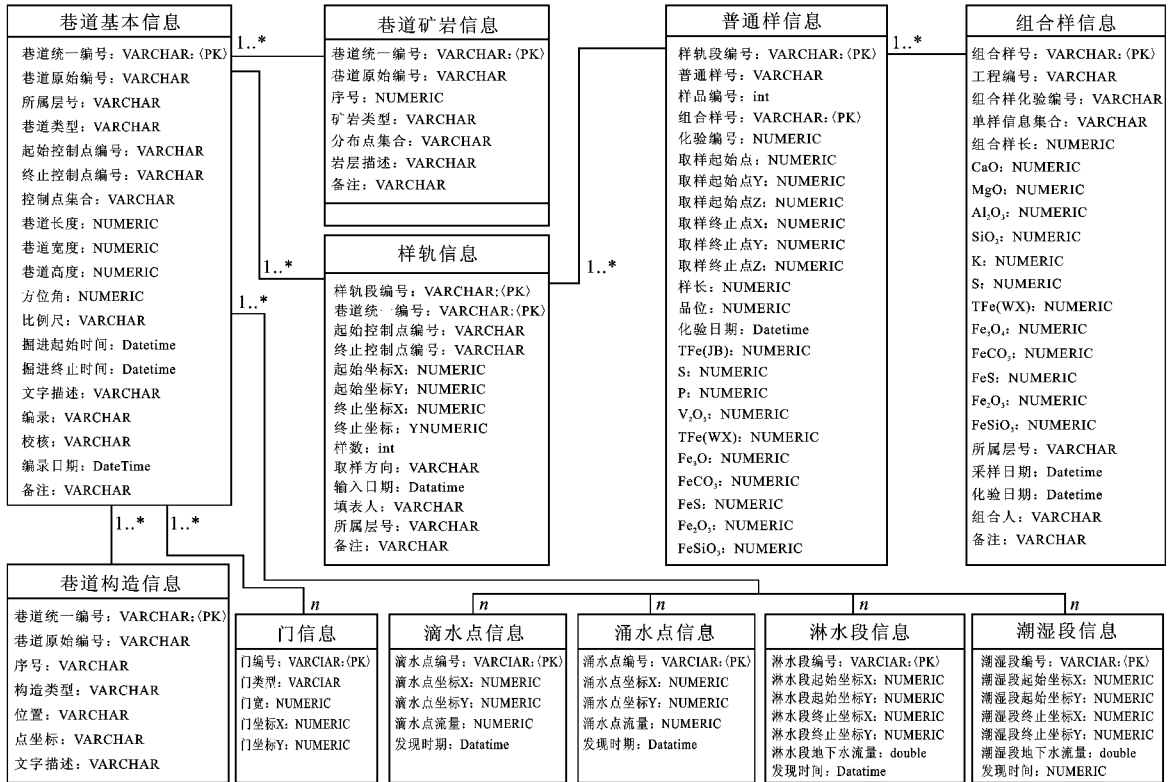 巷道基本信息
巷道统一编号：VARCHAR：〈PK〉
巷道原始编号：VARCHAR
所属层号：VARCHAR
巷道类型：VARCHAR
起始控制点编号：VARCHAR
终止控制点编号：VARCHAR
控制点集合：VARCHAR
巷道长度：NUMERIC
巷道宽度：NUMERIC
巷道高度：NUMERIC
方位角：NUMERIC
比例尺：VARCHAR
掘进起始时间：Datetime
掘进终止时间：Datetime
文字描述：VARCHAR
编录：VARCHAR
校核：VARCHAR
编录口期：DateTime
备注：VARCHAR
1..*
1..*
1..*
1..*
1..*
巷道矿岩信息
巷道统一编号：VARCHAR：〈PK〉
巷道原始编号：VARCHAR
序号：NUMERIC
矿岩类型：VARCHAR
分布点集合：VARCHAR
岩层描述：VARCHAR
备注：VARCHAR
样轨信息
样轨段编号：VARCHAR：〈PK〉
巷道统一编号：VARCHAR：〈PK〉
起始控制点编号：VARCHAR
终止控制点编号：VARCHAR
起始坐标X：NUMERIC
起始坐标Y：NUMERIC
终止坐标X：NUMERIC
终止坐标：YNUMERIC
样数：int
取样方向：VARCHAR
输入口期：Datatime
填表人：VARCHAR
所属层号：VARCHAR
备注：VARCHAR
1..*
普通样信息
样轨段编号：VARCHAR：〈PK〉
普通样号：VARCHAR
样品编号：int
组合样号：VARCHAR：〈PK〉
化验编号：NUMERIC
取样起始点：NUMERIC
取样起始点Y：NUMERIC
取样起始点Z：NUMERIC
取样终止点X：NUMERIC
取样终止点Y：NUMERIC
取样终止点Z：NUMERIC
样长：NUMERIC
品位：NUMERIC
化验日期：Datetime
TFe(JB)：NUMERIC
S：NUMERIC
P：NUMERIC
V₂O₅：NUMERIC
TFe(WX)：NUMERIC
Fe₃O：NUMERIC
FeCO₃：NUMERIC
FeS：NUMERIC
Fe₂O₃：NUMERIC
FeSiO₃：NUMERIC
1..*
组合样信息
组合样号：VARCHAR：〈PK〉
工程编号：VARCHAR
组合样化验编号：VARCHAR
单样信息集合：VARCHAR
组合样长：NUMERIC
CaO：NUMERIC
MgO：NUMERIC
Al₂O₃：NUMERIC
SiO₂：NUMERIC
K：NUMERIC
S：NUMERIC
TFe(WX)：NUMERIC
Fe₃O₄：NUMERIC
FeCO₃：NUMERIC
FeS：NUMERIC
Fe₂O₃：NUMERIC
FeSiO₃：NUMERIC
所属层号：VARCHAR
采样日期：Datetime
化验日期：Datetime
组合人：VARCHAR
备注：VARCHAR
巷道构造信息
巷道统一编号：VARCHAR：〈PK〉
巷道原始编号：VARCHAR
序号：VARCHAR
构造类型：VARCHAR
位置：VARCHAR
点坐标：VARCHAR
文字描述：VARCHAR
n
门信息
门编号：VARCIAR：〈PK〉
门类型：VARCIAR
门宽：NUMERIC
门坐标X：NUMERIC
门坐标Y：NUMERIC
n
滴水点信息
滴水点编号：VARCHAR：〈PK〉
滴水点坐标X：NUMERIC
滴水点坐标Y：NUMERIC
滴水点流量：NUMERIC
发现时期：Datatime
n
涌水点信息
涌水点编号：VARCHAR：〈PK〉
涌水点坐标X：NUMERIC
涌水点坐标Y：NUMERIC
涌水点流量：NUMERIC
发现时期：Datatime
n
淋水段信息
淋水段编号：VARCHAR：〈PK〉
淋水段起始坐标X：NUMERIC
淋水段起始坐标Y：NUMERIC
淋水段终止坐标X：NUMERIC
淋水段终止坐标Y：NUMERIC
淋水段地下水流量：double
发现时间：Datatime
n
潮湿段信息
潮湿段编号：VARCHAR：〈PK〉
潮湿段起始坐标X：NUMERIC
潮湿段起始坐标Y：NUMERIC
潮湿段终止坐标X：NUMERIC
潮湿段终止坐标Y：NUMERIC
潮湿段地下水流量：double
发现时间：NUMERIC